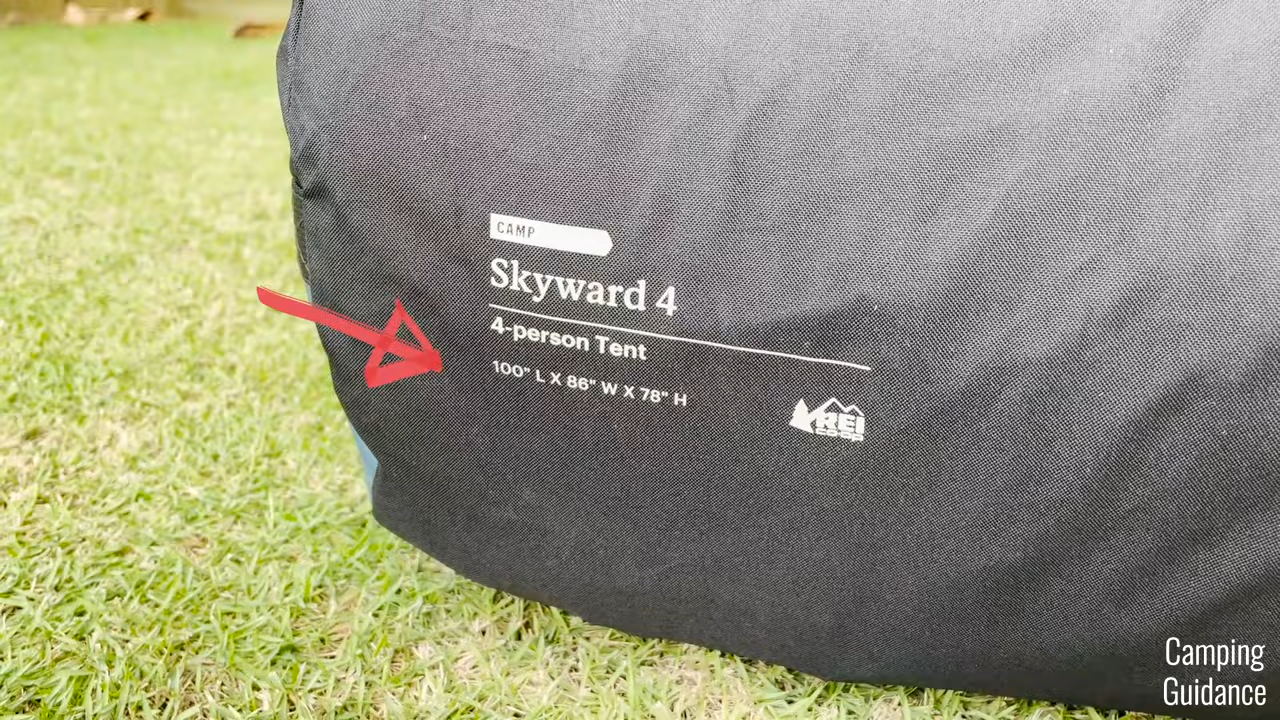 CAMP
Skyward 4
4-person Tent
100" L X 86" W X 78" H
REI
co-op
Camping
Guidance